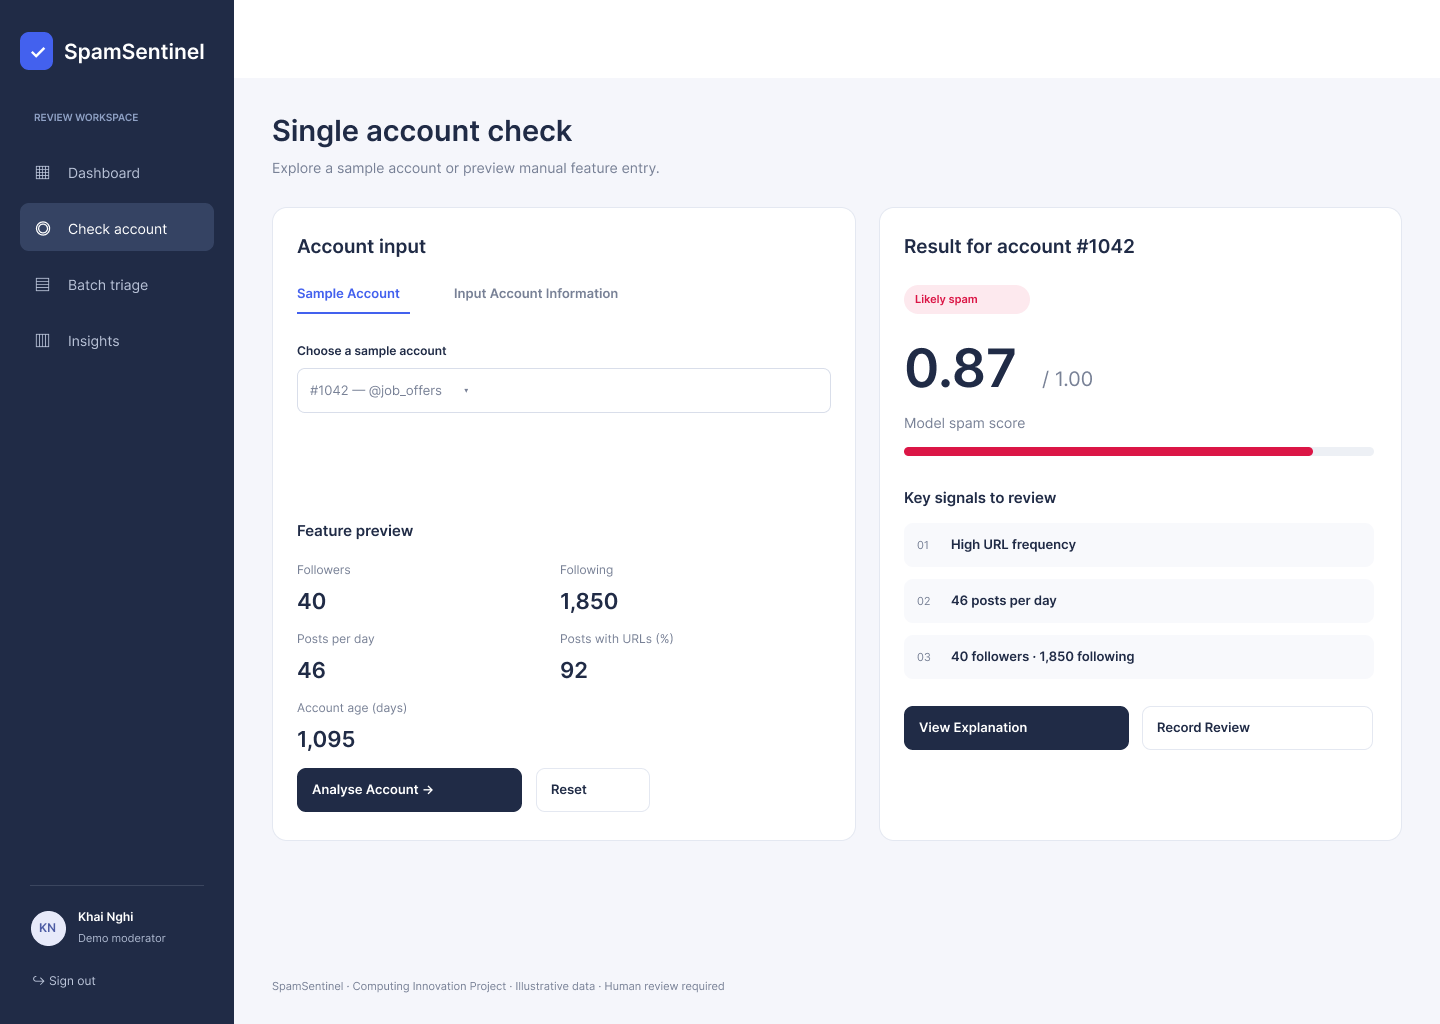 SpamSentinel
REVIEW WORKSPACE
Dashboard
Check account
Batch triage
Insights
Khai Nghi
KN
Demo moderator
↪ Sign out
Single account check
Explore a sample account or preview manual feature entry.
Account input
Sample Account
Input Account Information
Choose a sample account
#1042 — @job_offers
Feature preview
Followers
Following
40
1,850
Posts per day
Posts with URLs (%)
46
92
Account age (days)
1,095
Analyse Account →
Reset
Result for account #1042
Likely spam
0.87 / 1.00
Model spam score
Key signals to review
01 High URL frequency
02 46 posts per day
03 40 followers · 1,850 following
View Explanation
Record Review
SpamSentinel · Computing Innovation Project · Illustrative data · Human review required